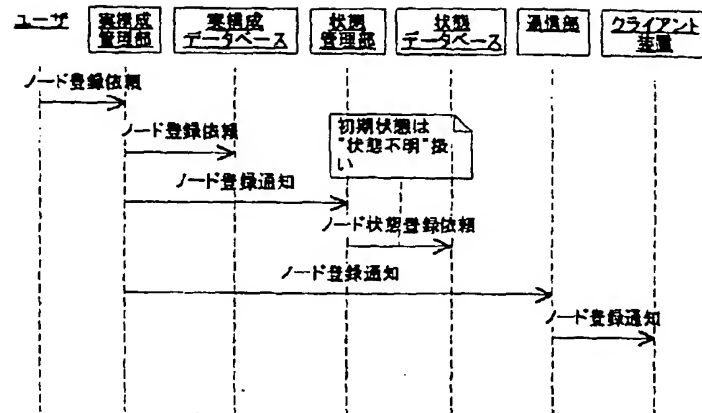 ユーザ
実構成
管理部
実構成
データベース
状態
管理部
状態
データベース
通信部
クライアント
装置
ノード登録依頼
ノード登録依頼
初期状態は
"状態不明"扱
い
ノード登録通知
ノード状態登録依頼
ノード登録通知
ノード登録通知